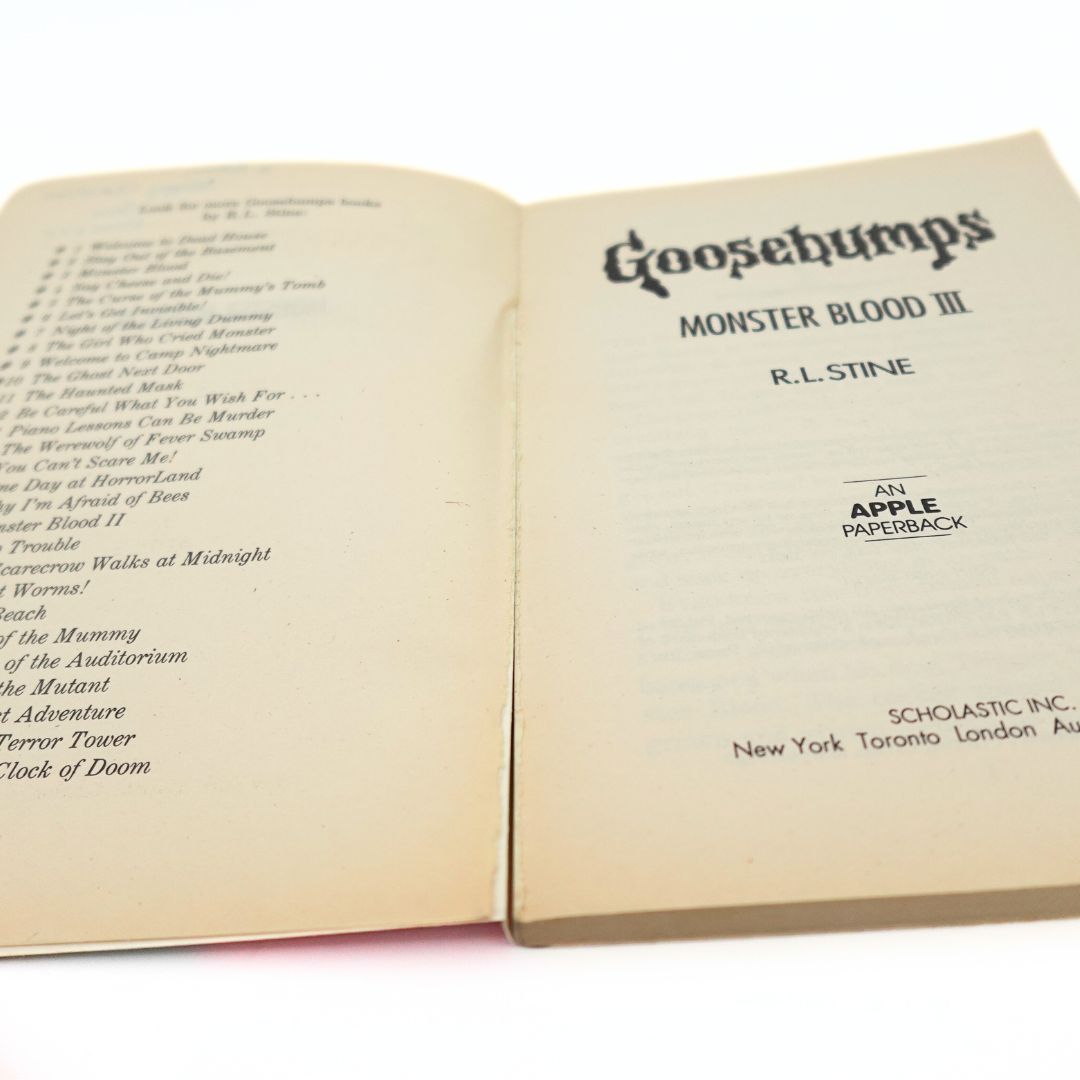 Look for more Goosebumps books
by R.L. Stine:
# 1 Welcome to Dead House
# 2 Stay Out of the Basement
# 3 Monster Blood
# 4 Say Cheese and Die!
# 5 The Curse of the Mummy's Tomb
# 6 Let's Get Invisible!
# 7 Night of the Living Dummy
# 8 The Girl Who Cried Monster
# 9 Welcome to Camp Nightmare
#10 The Ghost Next Door
11 The Haunted Mask
2 Be Careful What You Wish For . . .
Piano Lessons Can Be Murder
The Werewolf of Fever Swamp
You Can't Scare Me!
ne Day at HorrorLand
hy I'm Afraid of Bees
nster Blood II
Trouble
carecrow Walks at Midnight
t Worms!
Beach
of the Mummy
of the Auditorium
the Mutant
t Adventure
Terror Tower
Clock of Doom
Goosebumps
MONSTER BLOOD III
R.L. STINE
AN
APPLE
PAPERBACK
SCHOLASTIC INC.
New York Toronto London Au